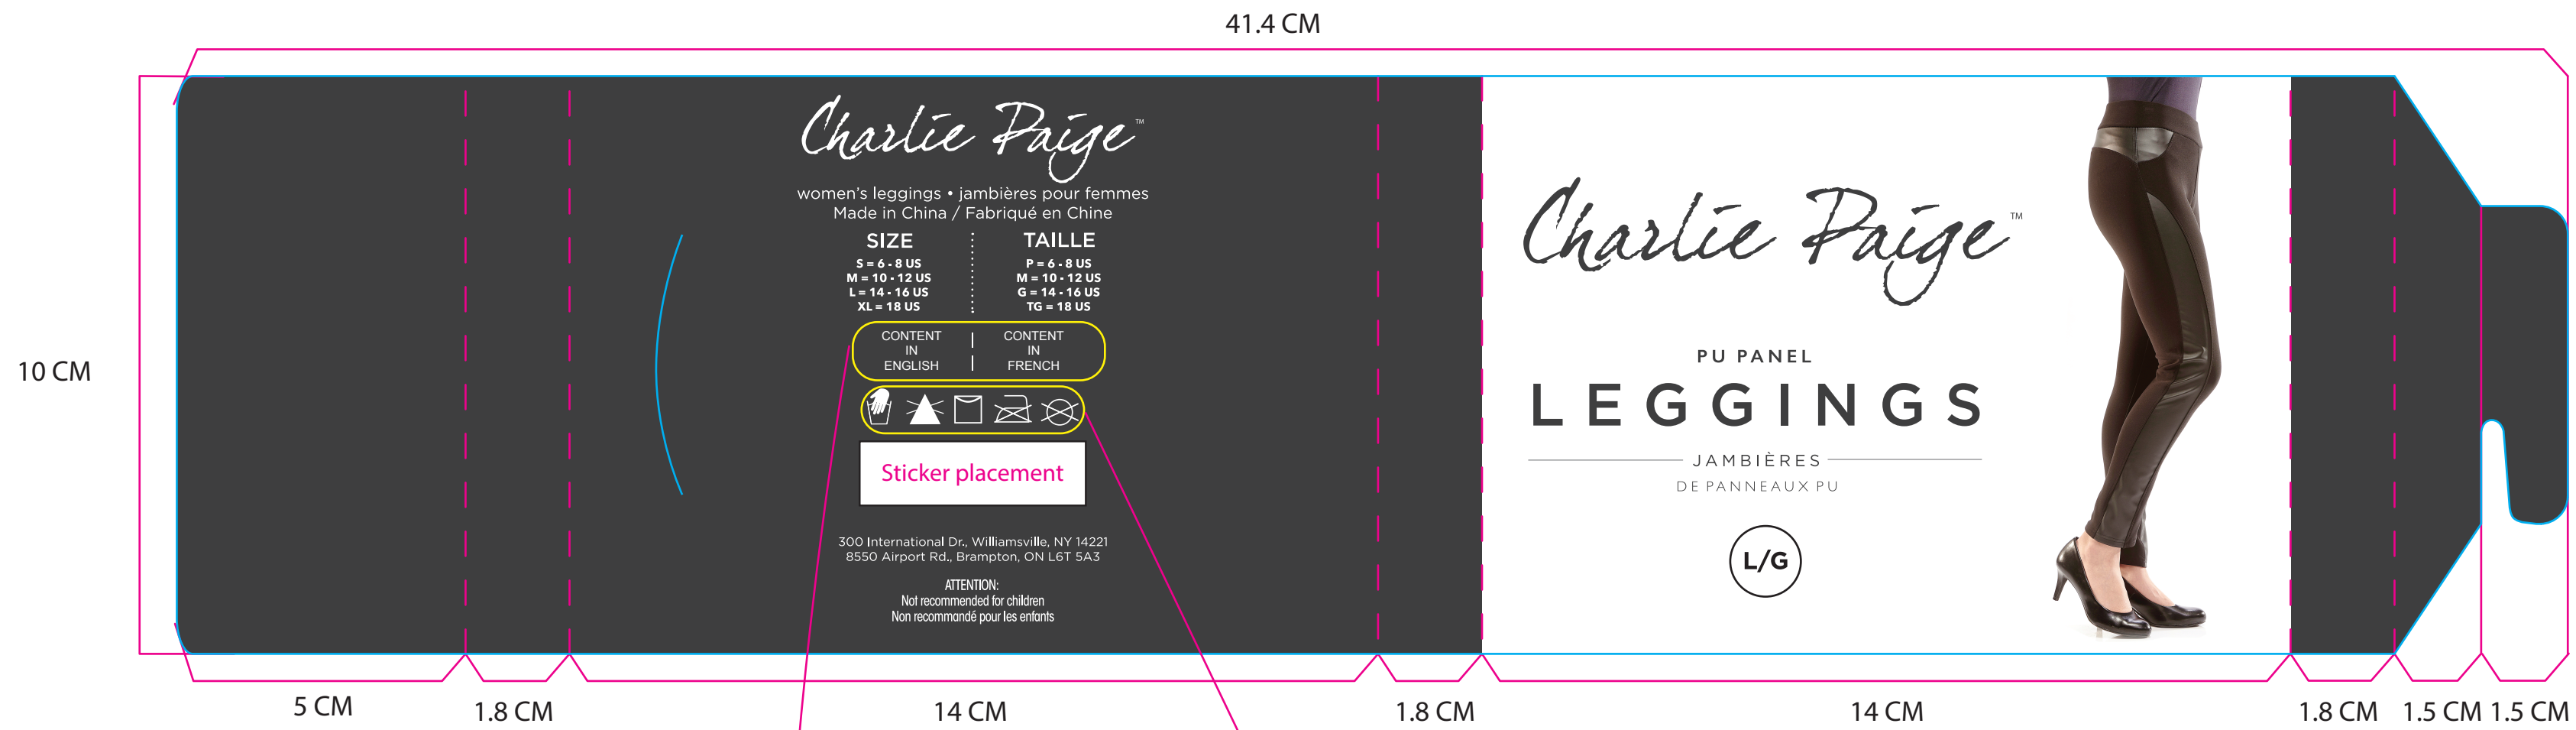 41.4 CM
10 CM
Charlie Paige™
women's leggings • jambières pour femmes
Made in China / Fabriqué en Chine
SIZE
S = 6 - 8 US
M = 10 - 12 US
L = 14 - 16 US
XL = 18 US
TAILLE
P = 6 - 8 US
M = 10 - 12 US
G = 14 - 16 US
TG = 18 US
CONTENT
IN
ENGLISH
CONTENT
IN
FRENCH
Sticker placement
300 International Dr., Williamsville, NY 14221
8550 Airport Rd., Brampton, ON L6T 5A3
ATTENTION:
Not recommended for children
Non recommandé pour les enfants
Charlie Paige™
PU PANEL
LEGGINGS
JAMBIÈRES
DE PANNEAUX PU
L/G
5 CM
1.8 CM
14 CM
1.8 CM
14 CM
1.8 CM
1.5 CM
1.5 CM